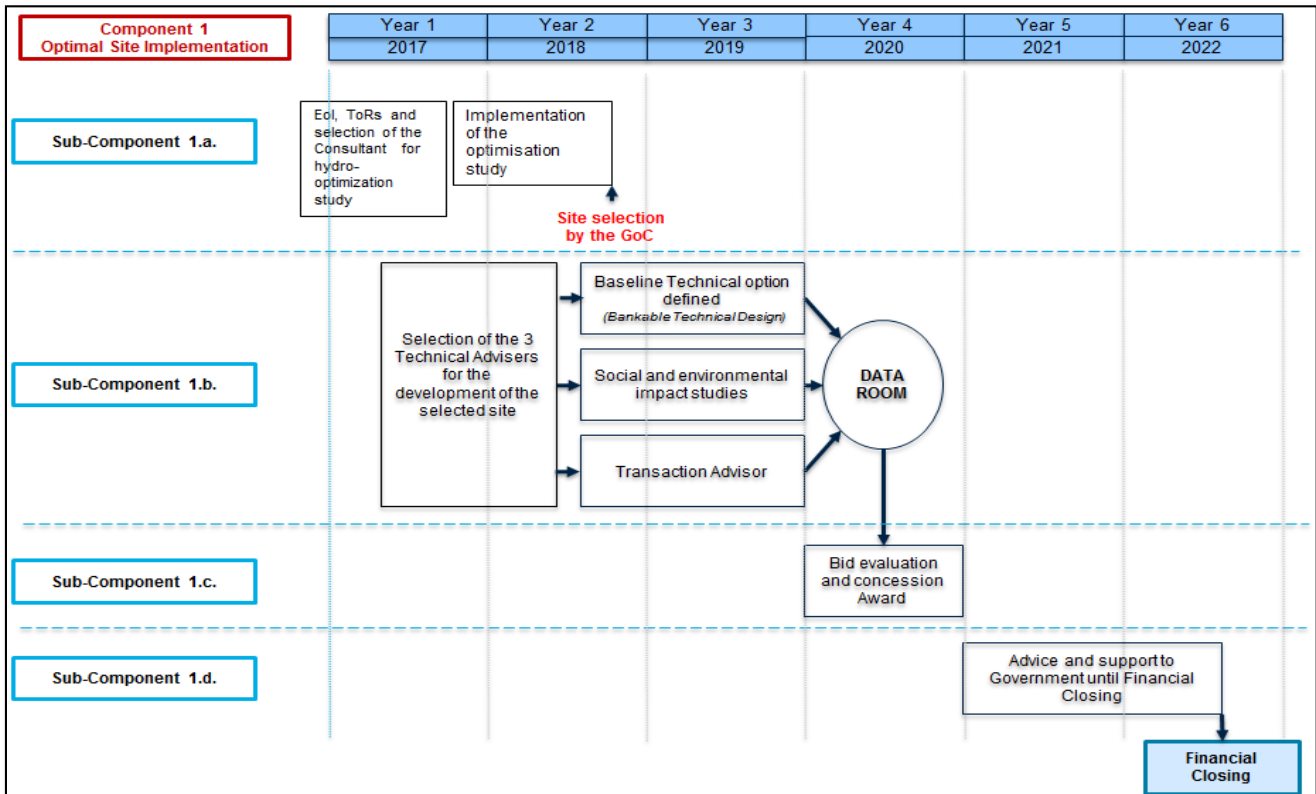 Component 1
Optimal Site Implementation
Year 1
Year 2
Year 3
Year 4
Year 5
Year 6
2017
2018
2019
2020
2021
2022
Sub-Component 1.a.
EoI, ToRs and
selection of the
Consultant for
hydro-
optimization
study
Implementation
of the
optimisation
study
Site selection
by the GoC
Sub-Component 1.b.
Selection of the 3
Technical Advisers
for the
development of the
selected site
Baseline Technical option
defined
(Bankable Technical Design)
Social and environmental
impact studies
Transaction Advisor
DATA
ROOM
Sub-Component 1.c.
Bid evaluation
and concession
Award
Sub-Component 1.d.
Advice and support to
Government until Financial
Closing
Financial
Closing